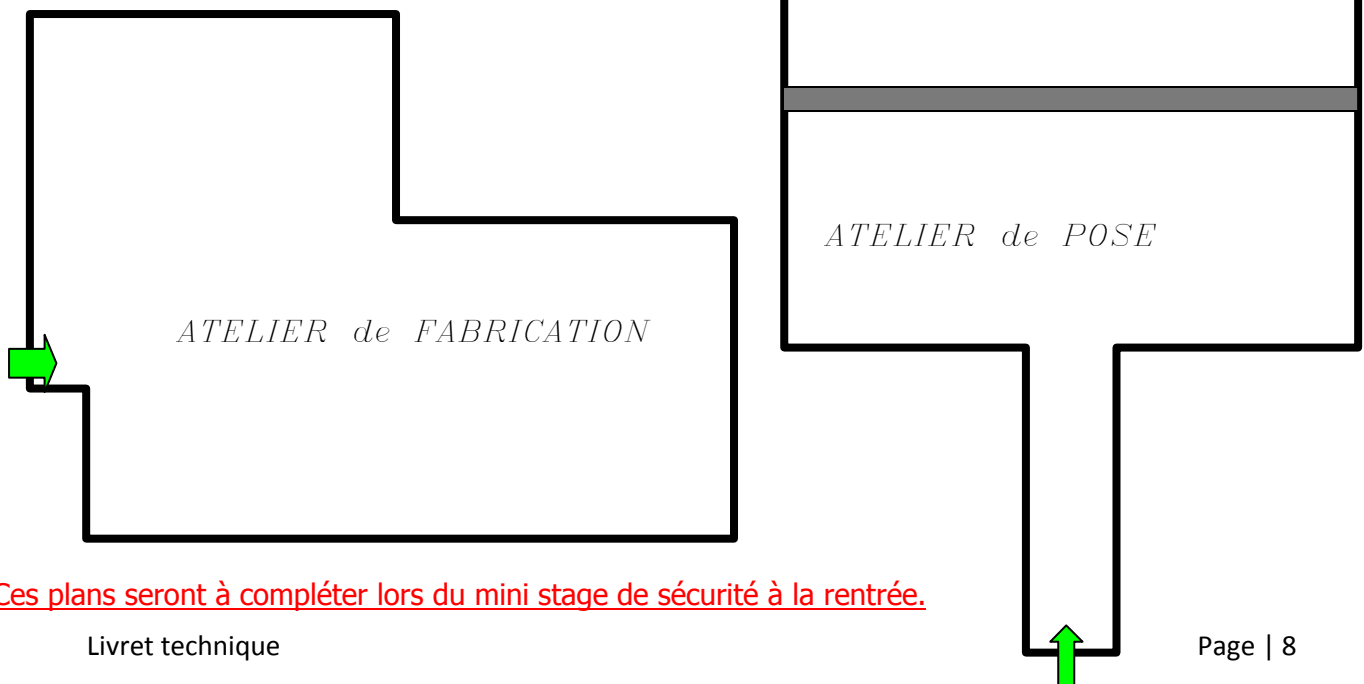 ATELIER de POSE
ATELIER de FABRICATION
Ces plans seront à compléter lors du mini stage de sécurité à la rentrée.
Livret technique
Page | 8